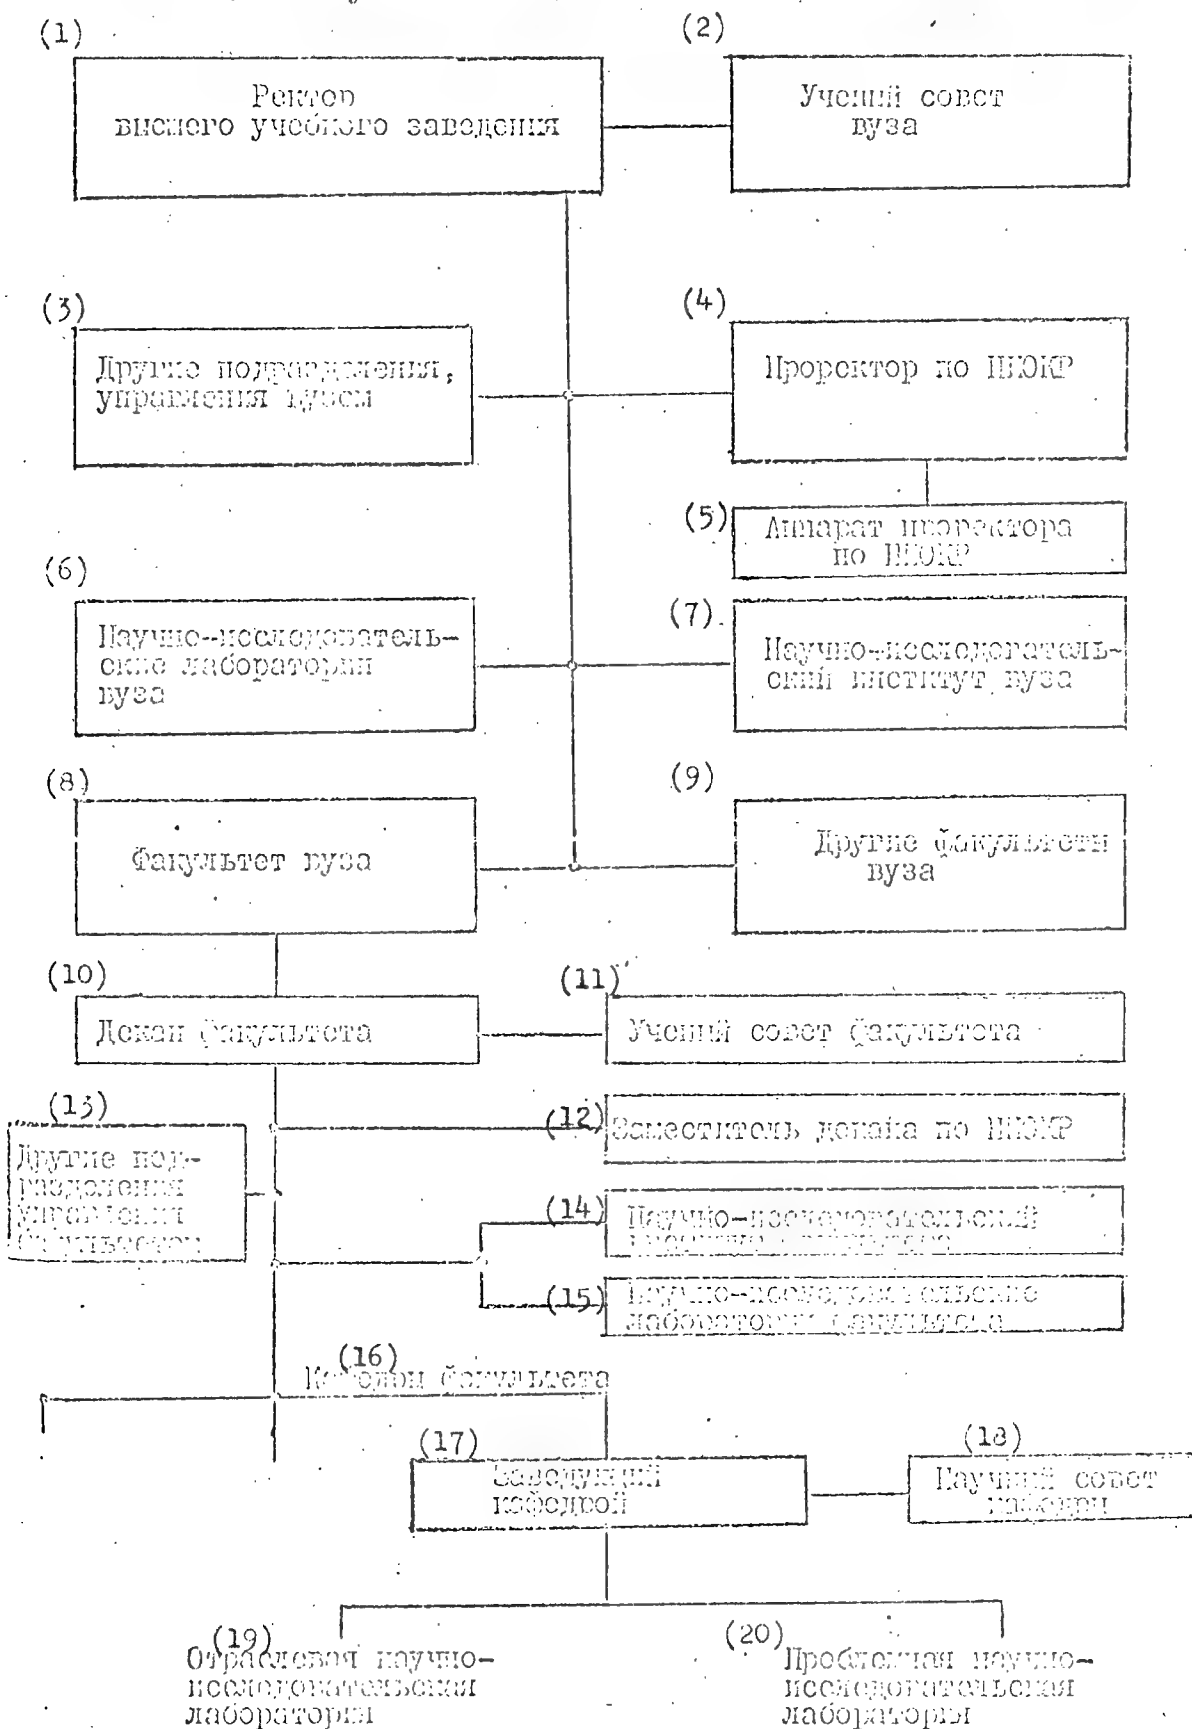 (1)
Ректор
высшего учебного заведения
(2)
Ученый совет
вуза
(3)
Другие подразделения,
управления вузом
(4)
Проректор по НИОКР
(5)
Аппарат проректора
по НИОКР
(6)
Научно-исследователь-
ские лаборатории
вуза
(7)
Научно-исследователь-
ский институт вуза
(8)
Факультет вуза
(9)
Другие факультеты
вуза
(10)
Декан факультета
(11)
Ученый совет факультета
(12)
Заместитель декана по НИОКР
(13)
Другие под-
разделения
управления
факультетом
(14)
Научно-исследовательский
(15)
Научно-исследовательские
лаборатории факультета
(16)
Кафедры факультета
(17)
Заведующий
кафедрой
(18)
Научный совет
кафедры
(19)
Отраслевая научно-
исследовательская
лаборатория
(20)
Проблемная научно-
исследовательская
лаборатория